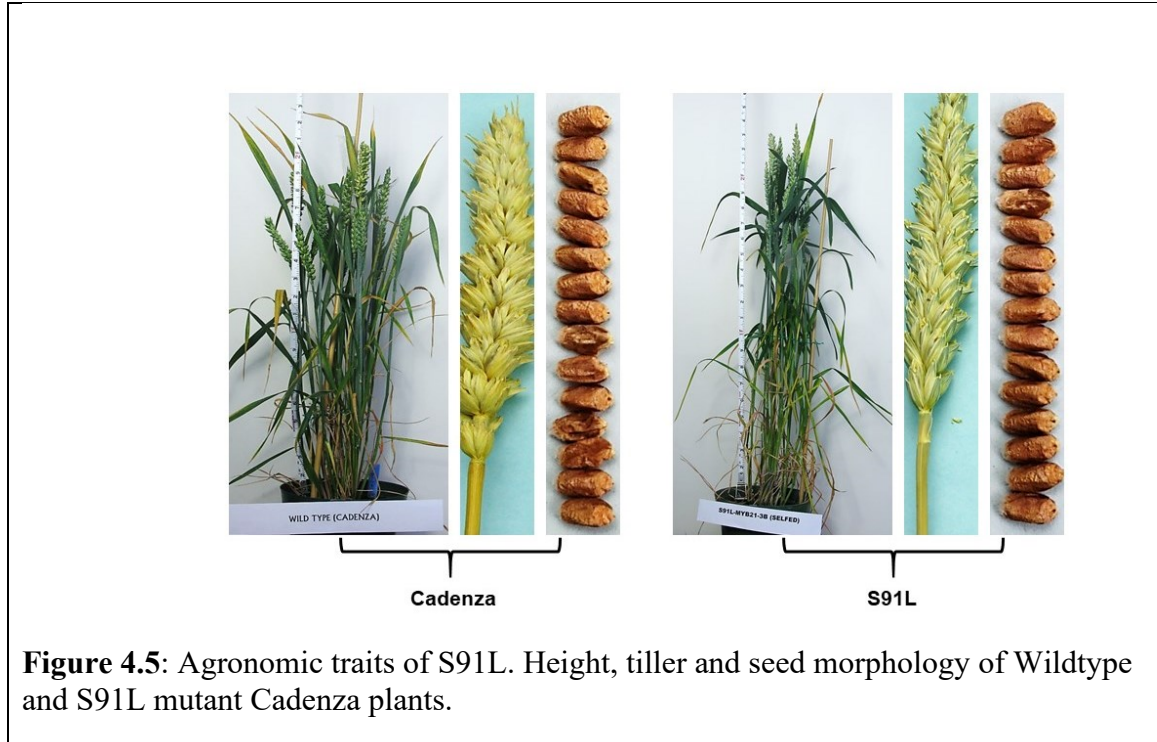 WILD TYPE (CADENZA)
S91L-MYB21-3B (SELFED)
Cadenza
S91L
Figure 4.5: Agronomic traits of S91L. Height, tiller and seed morphology of Wildtype
and S91L mutant Cadenza plants.